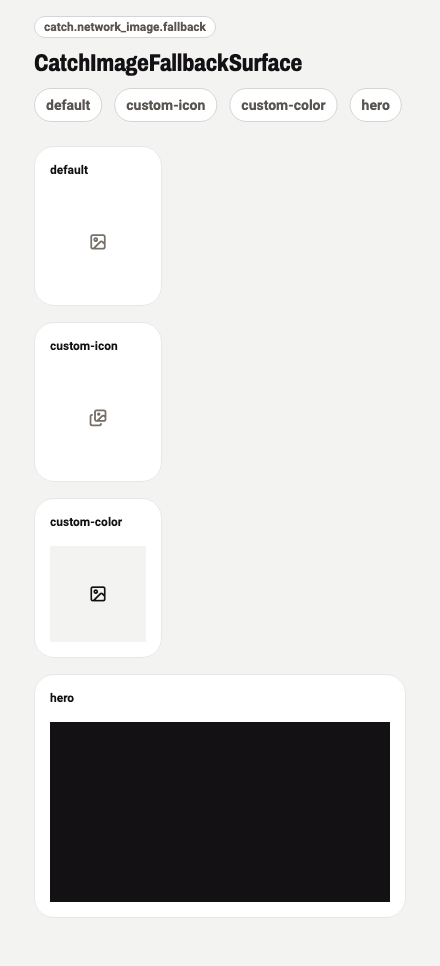 catch.network_image.fallback
CatchImageFallbackSurface
default custom-icon custom-color hero
default
custom-icon
custom-color
hero